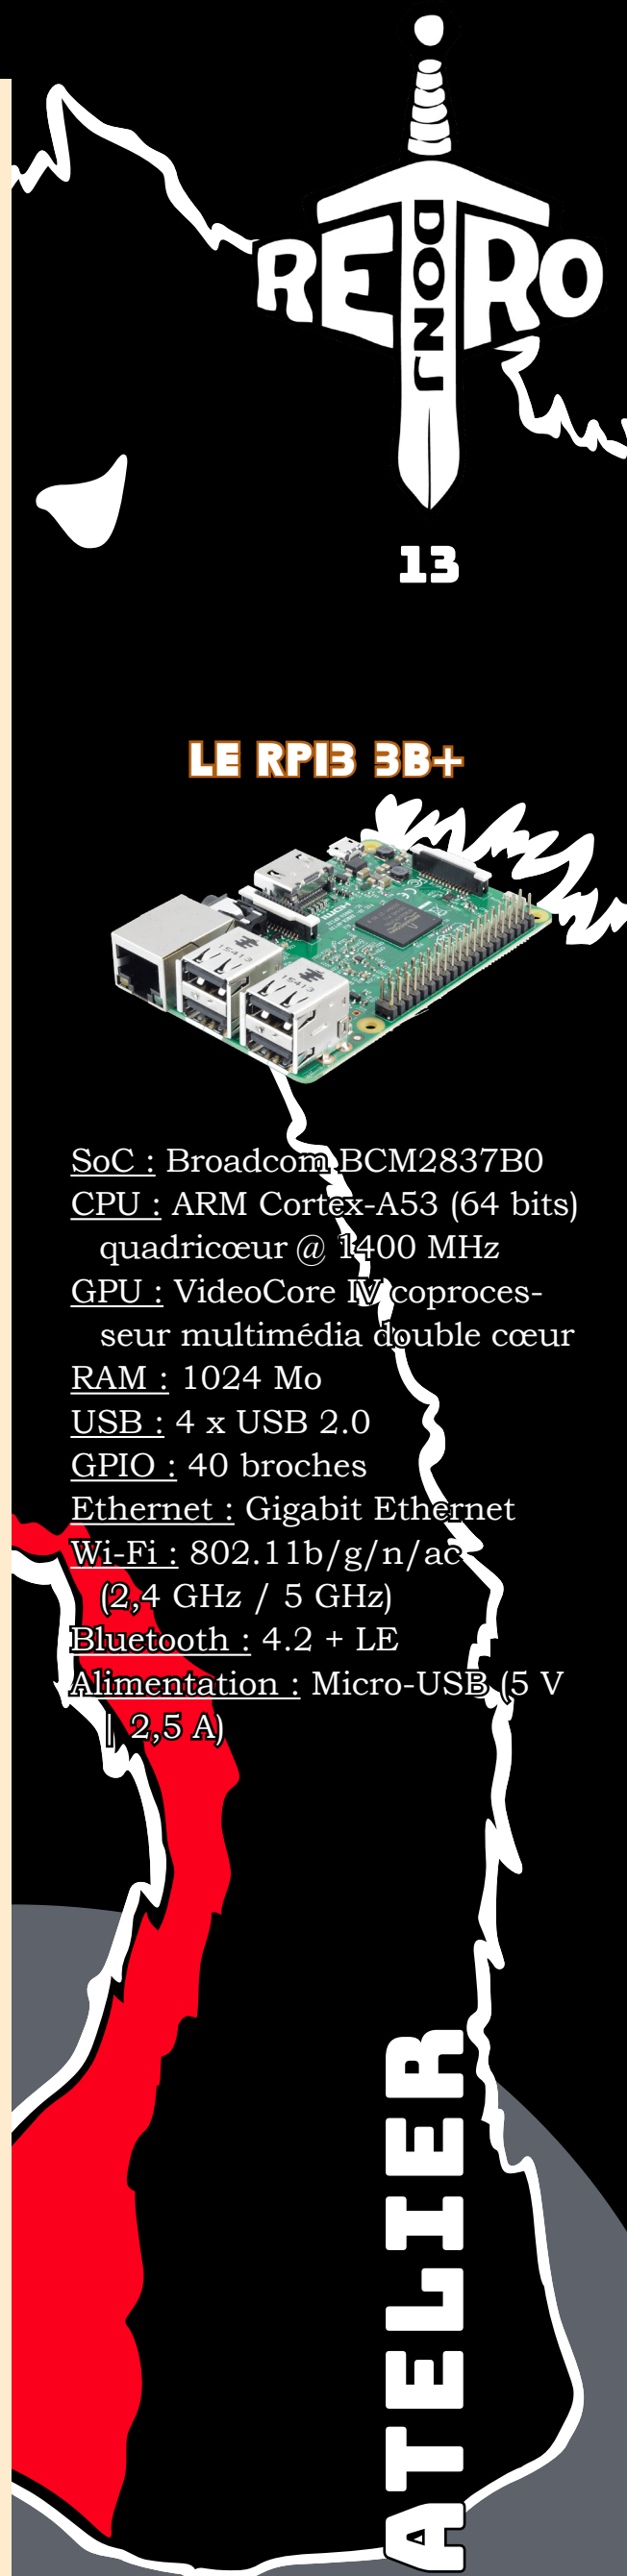 RETRO
DONJ
13
LE RPI3 3B+
HDMI
15413
15413
SoC : Broadcom BCM2837B0
CPU : ARM Cortex-A53 (64 bits)
quadricœur @ 1400 MHz
GPU : VideoCore IV coproces-
seur multimédia double cœur
RAM : 1024 Mo
USB : 4 x USB 2.0
GPIO : 40 broches
Ethernet : Gigabit Ethernet
Wi-Fi : 802.11b/g/n/ac
(2,4 GHz / 5 GHz)
Bluetooth : 4.2 + LE
Alimentation : Micro-USB (5 V
| 2,5 A)
ATELIER